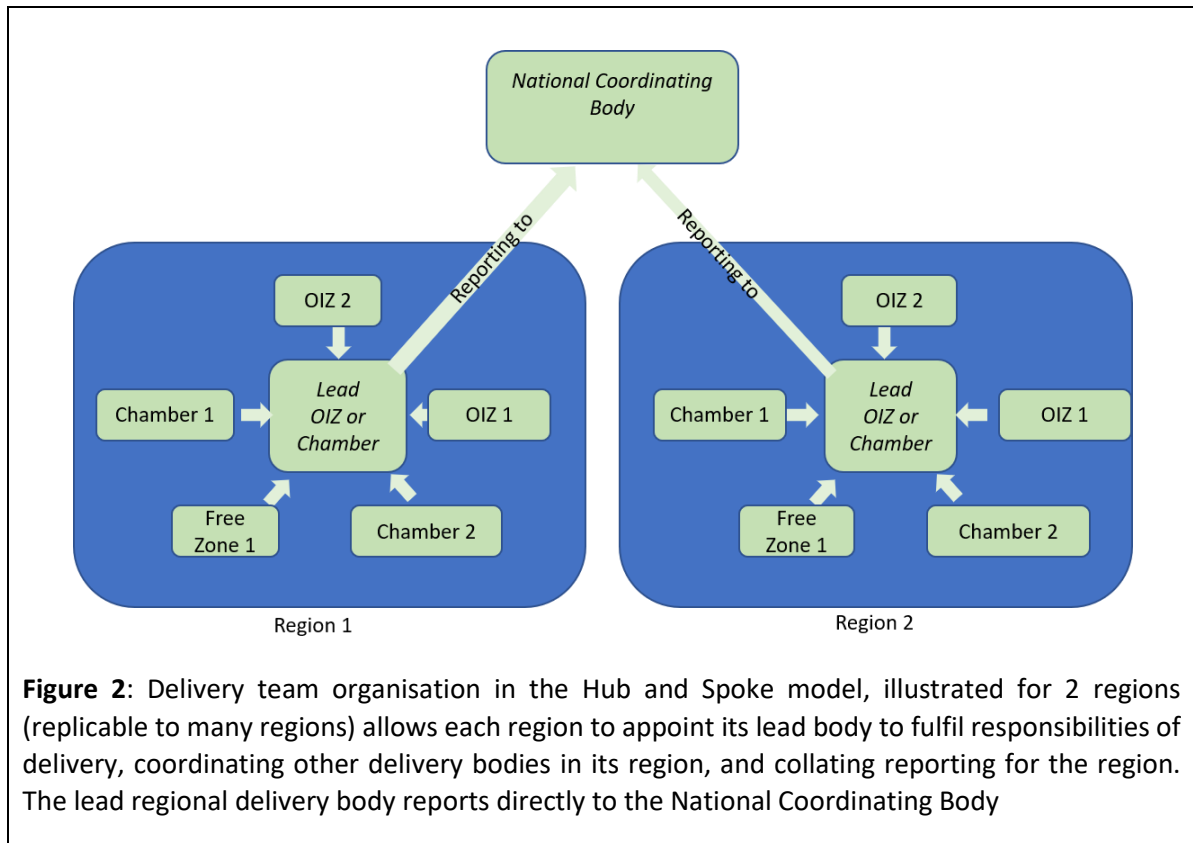 National Coordinating
Body
Reporting to
Reporting to
OIZ 2
Lead
OIZ or
Chamber
Chamber 1
OIZ 1
Free
Zone 1
Chamber 2
Region 1
OIZ 2
Lead
OIZ or
Chamber
Chamber 1
OIZ 1
Free
Zone 1
Chamber 2
Region 2
Figure 2: Delivery team organisation in the Hub and Spoke model, illustrated for 2 regions
(replicable to many regions) allows each region to appoint its lead body to fulfil responsibilities of
delivery, coordinating other delivery bodies in its region, and collating reporting for the region.
The lead regional delivery body reports directly to the National Coordinating Body